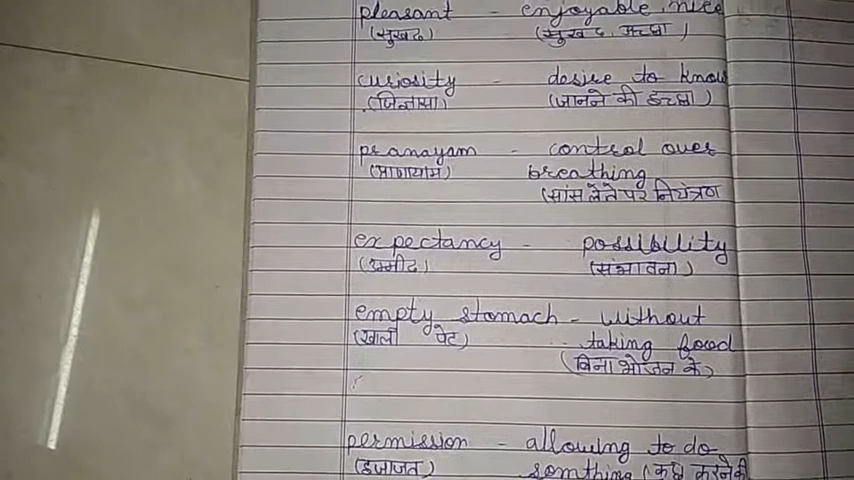 pleasant - enjoyable, nice
(सुखद) (सुखद, अच्छा)
curiosity - desire to know
(जिज्ञासा) (जानने की इच्छा)
pranayam - control over
(प्राणायाम) breathing
(सांस लेने पर नियंत्रण
expectancy - possibility
(उम्मीद) (संभावना)
empty stomach - without
(खाली पेट) taking food
(बिना भोजन के)
permission - allowing to do
(इजाजत) somthing (कुछ करने की